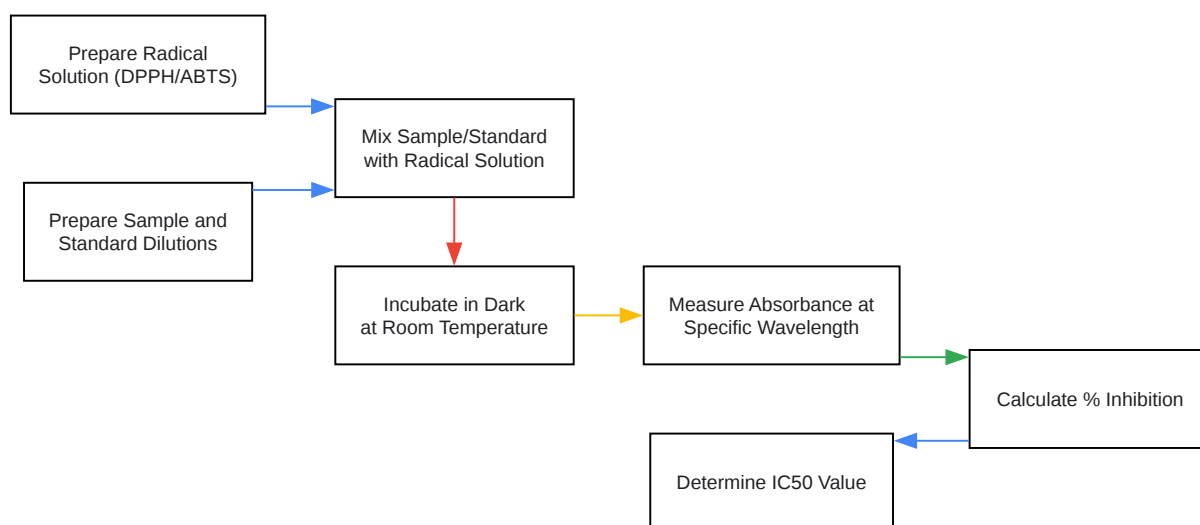 Prepare Radical
Solution (DPPH/ABTS)
Mix Sample/Standard
with Radical Solution
Prepare Sample and
Standard Dilutions
Incubate in Dark
at Room Temperature
Measure Absorbance at
Specific Wavelength
Calculate % Inhibition
Determine IC50 Value